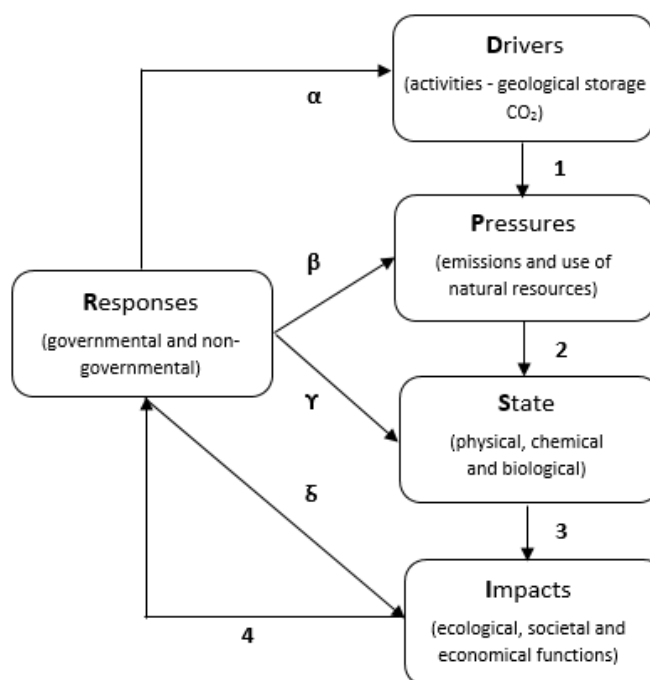 Drivers
(activities - geological storage
CO₂)
α
1
Pressures
(emissions and use of
natural resources)
β
Responses
(governmental and non-
governmental)
2
State
(physical, chemical
and biological)
ϒ
δ
3
Impacts
(ecological, societal and
economical functions)
4